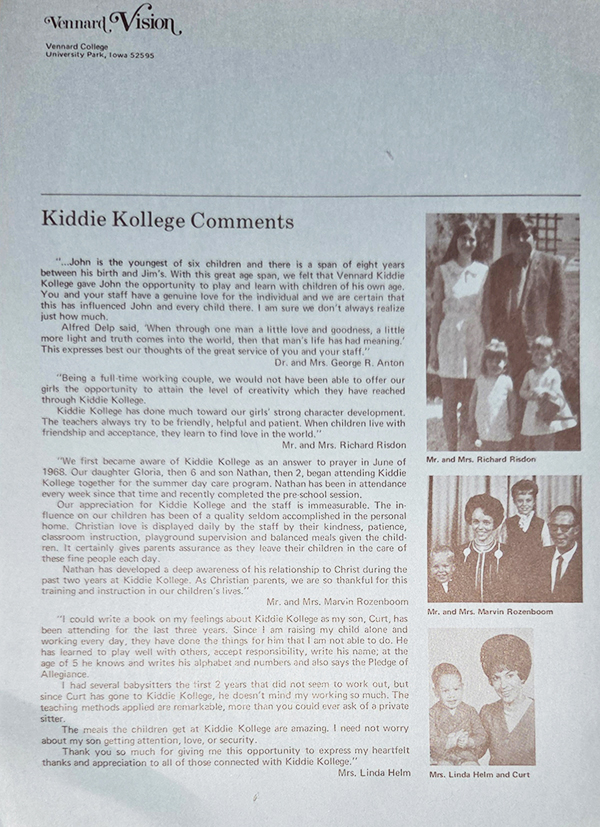 Vennard Vision
Vennard College
University Park, Iowa 52595
Kiddie Kollege Comments
"...John is the youngest of six children and there is a span of eight years
between his birth and Jim's. With this great age span, we felt that Vennard Kiddie
Kollege gave John the opportunity to play and learn with children of his own age.
You and your staff have a genuine love for the individual and we are certain that
this has influenced John and every child there. I am sure we don't always realize
just how much.
Alfred Delp said, 'When through one man a little love and goodness, a little
more light and truth comes into the world, then that man's life has had meaning.'
This expresses best our thoughts of the great service of you and your staff."
Dr. and Mrs. George R. Anton
"Being a full-time working couple, we would not have been able to offer our
girls the opportunity to attain the level of creativity which they have reached
through Kiddie Kollege.
Kiddie Kollege has done much toward our girls' strong character development.
The teachers always try to be friendly, helpful and patient. When children live with
friendship and acceptance, they learn to find love in the world."
Mr. and Mrs. Richard Risdon
"We first became aware of Kiddie Kollege as an answer to prayer in June of
1968. Our daughter Gloria, then 6 and son Nathan, then 2, began attending Kiddie
Kollege together for the summer day care program. Nathan has been in attendance
every week since that time and recently completed the pre-school session.
Our appreciation for Kiddie Kollege and the staff is immeasurable. The in-
fluence on our children has been of a quality seldom accomplished in the personal
home. Christian love is displayed daily by the staff by their kindness, patience,
classroom instruction, playground supervision and balanced meals given the child-
ren. It certainly gives parents assurance as they leave their children in the care of
these fine people each day.
Nathan has developed a deep awareness of his relationship to Christ during the
past two years at Kiddie Kollege. As Christian parents, we are so thankful for this
training and instruction in our children's lives."
Mr. and Mrs. Marvin Rozenboom
"I could write a book on my feelings about Kiddie Kollege as my son, Curt, has
been attending for the last three years. Since I am raising my child alone and
working every day, they have done the things for him that I am not able to do. He
has learned to play well with others, accept responsibility, write his name; at the
age of 5 he knows and writes his alphabet and numbers and also says the Pledge of
Allegiance.
I had several babysitters the first 2 years that did not seem to work out, but
since Curt has gone to Kiddie Kollege, he doesn't mind my working so much. The
teaching methods applied are remarkable, more than you could ever ask of a private
sitter.
The meals the children get at Kiddie Kollege are amazing. I need not worry
about my son getting attention, love, or security.
Thank you so much for giving me this opportunity to express my heartfelt
thanks and appreciation to all of those connected with Kiddie Kollege."
Mrs. Linda Helm
Mr. and Mrs. Richard Risdon
Mr. and Mrs. Marvin Rozenboom
Mrs. Linda Helm and Curt